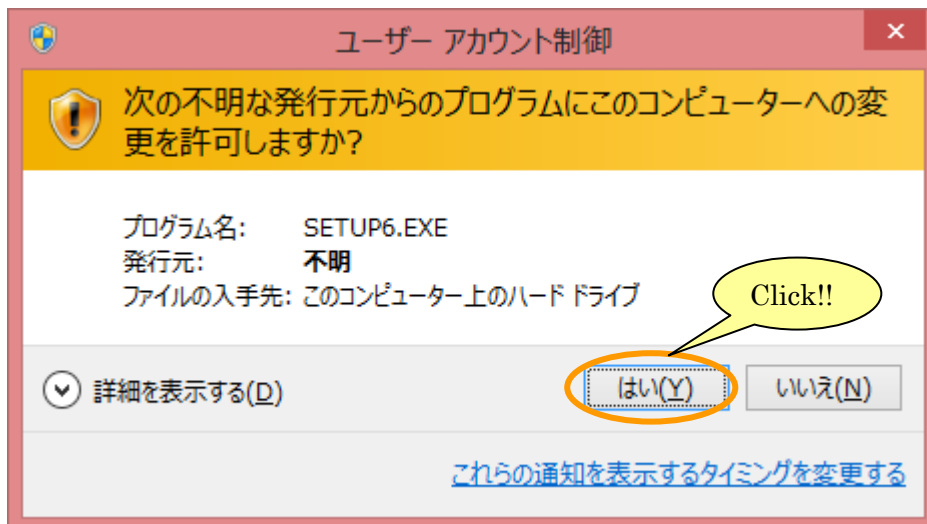 ユーザー アカウント制御
次の不明な発行元からのプログラムにこのコンピューターへの変
更を許可しますか?
プログラム名: SETUP6.EXE
発行元: 不明
ファイルの入手先: このコンピューター上のハード ドライブ
Click!!
詳細を表示する(D)
はい(Y)
いいえ(N)
これらの通知を表示するタイミングを変更する